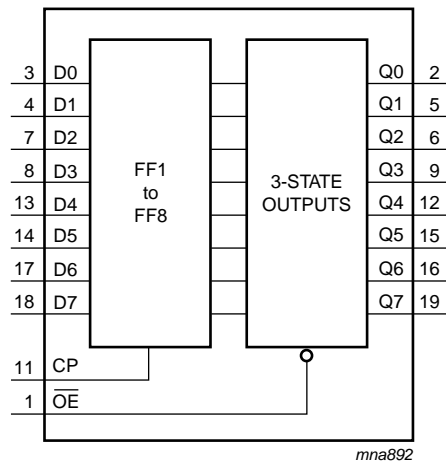 3 D0 Q0 2
4 D1 Q1 5
7 D2 Q2 6
8 D3 Q3 9
13 D4 Q4 12
14 D5 Q5 15
17 D6 Q6 16
18 D7 Q7 19
FF1
to
FF8
3-STATE
OUTPUTS
11 CP
1 O̅E̅
mna892